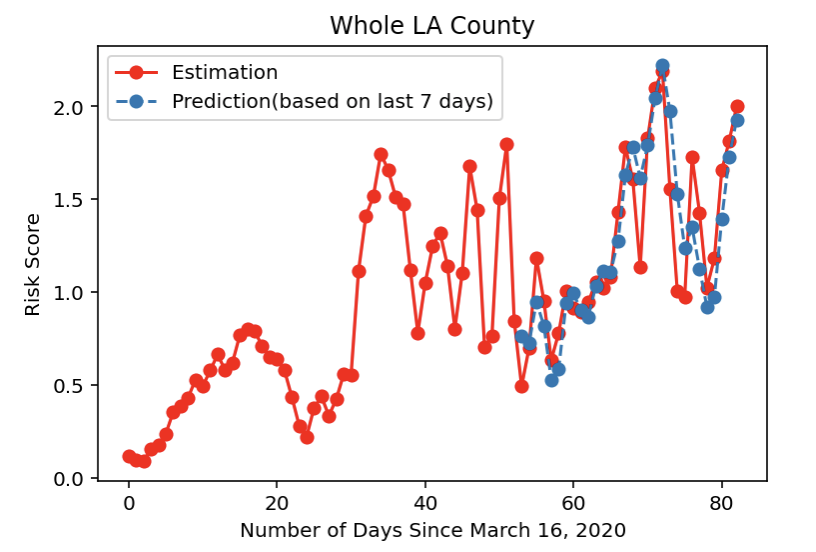 Whole LA County
Estimation
Prediction(based on last 7 days)
Risk Score
2.0
1.5
1.0
0.5
0.0
0 20 40 60 80
Number of Days Since March 16, 2020